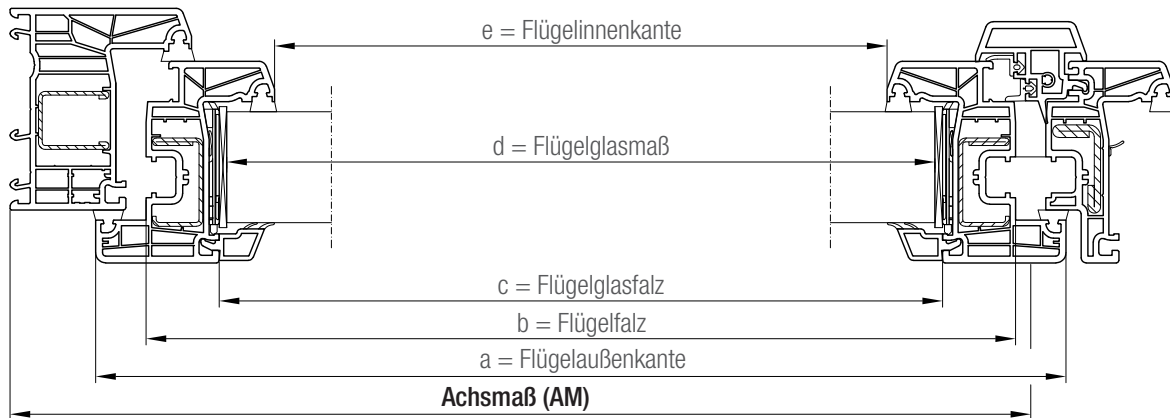 e = Flügelinnenkante
d = Flügelglasmaß
c = Flügelglasfalz
b = Flügelfalz
a = Flügelaußenkante
Achsmaß (AM)